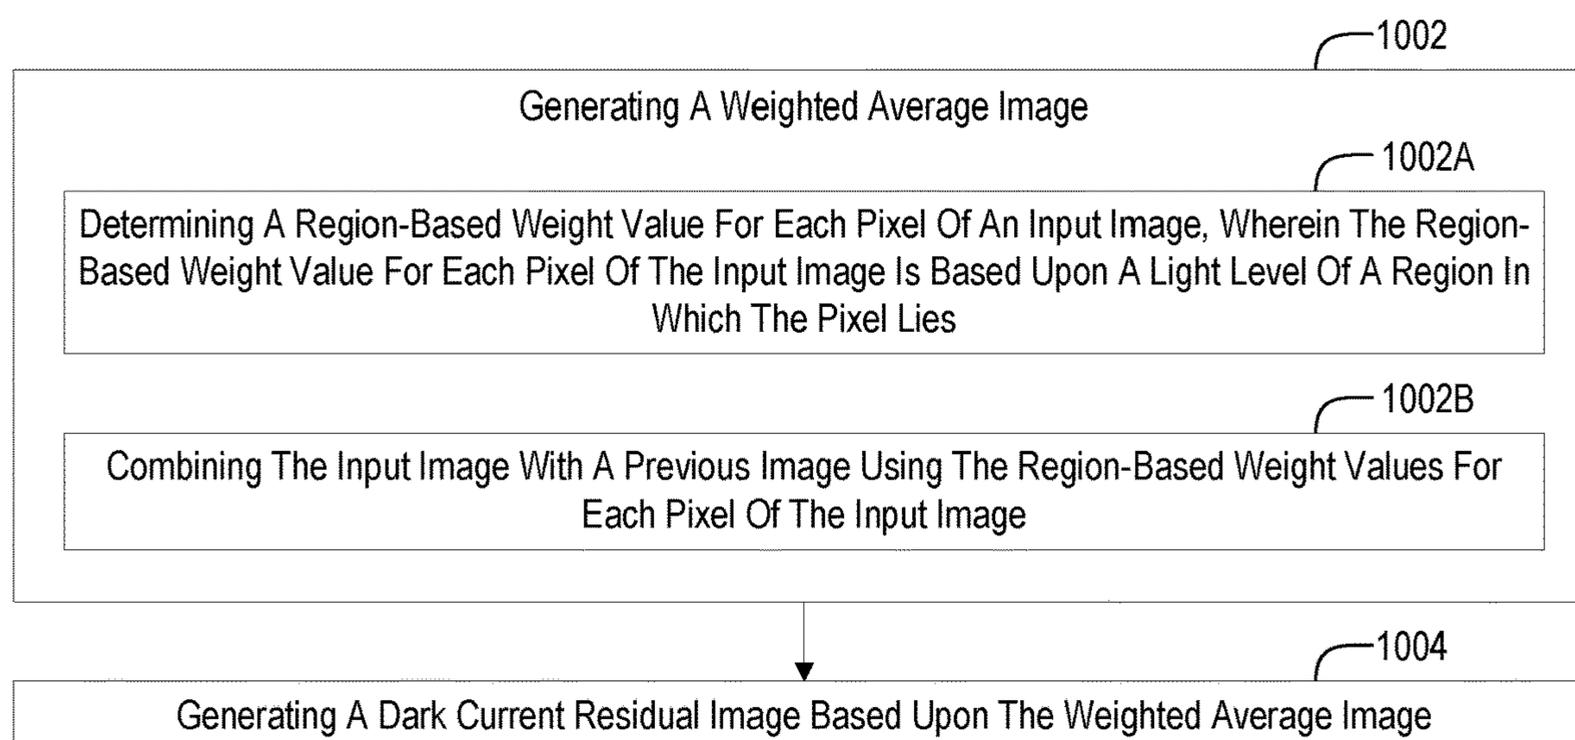 1002
Generating A Weighted Average Image
1002A
Determining A Region-Based Weight Value For Each Pixel Of An Input Image, Wherein The Region-
Based Weight Value For Each Pixel Of The Input Image Is Based Upon A Light Level Of A Region In
Which The Pixel Lies
1002B
Combining The Input Image With A Previous Image Using The Region-Based Weight Values For
Each Pixel Of The Input Image
1004
Generating A Dark Current Residual Image Based Upon The Weighted Average Image